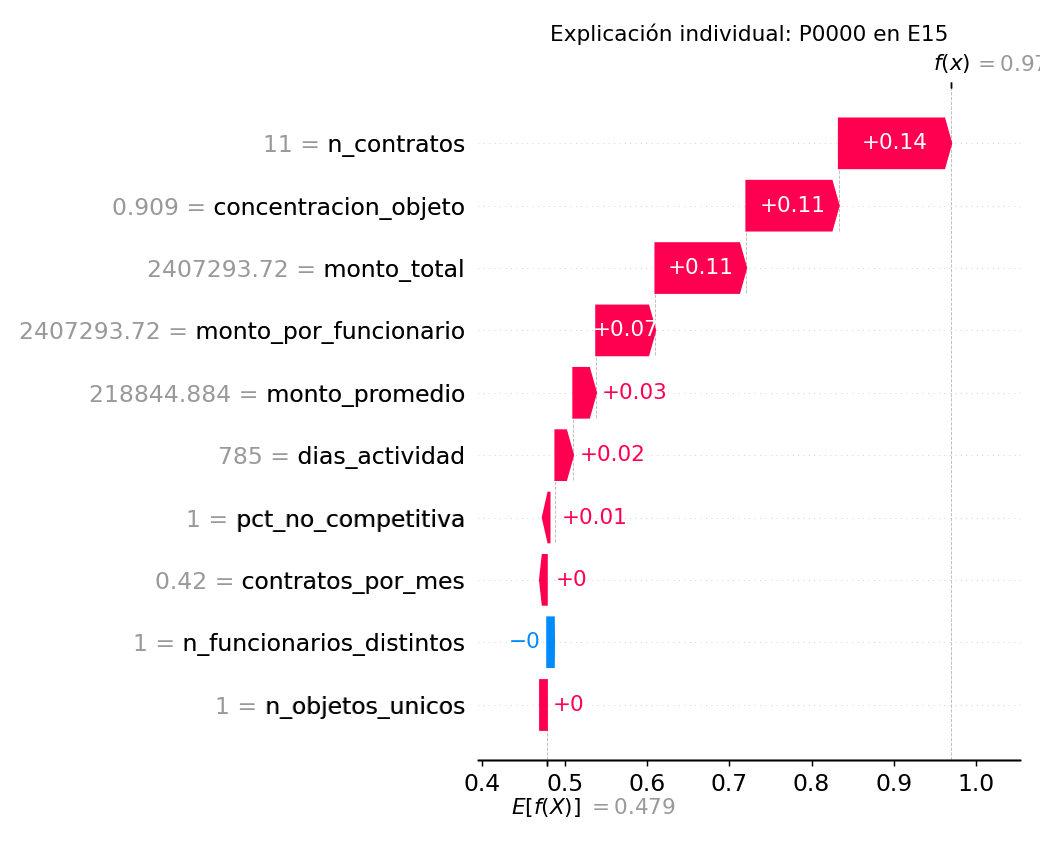 Explicación individual: P0000 en E15
f(x) = 0.97
11 = n_contratos
+0.14
0.909 = concentracion_objeto
+0.11
2407293.72 = monto_total
+0.11
2407293.72 = monto_por_funcionario
+0.07
218844.884 = monto_promedio
+0.03
785 = dias_actividad
+0.02
1 = pct_no_competitiva
+0.01
0.42 = contratos_por_mes
+0
1 = n_funcionarios_distintos
−0
1 = n_objetos_unicos
+0
0.4 0.5 0.6 0.7 0.8 0.9 1.0
E[f(X)] = 0.479